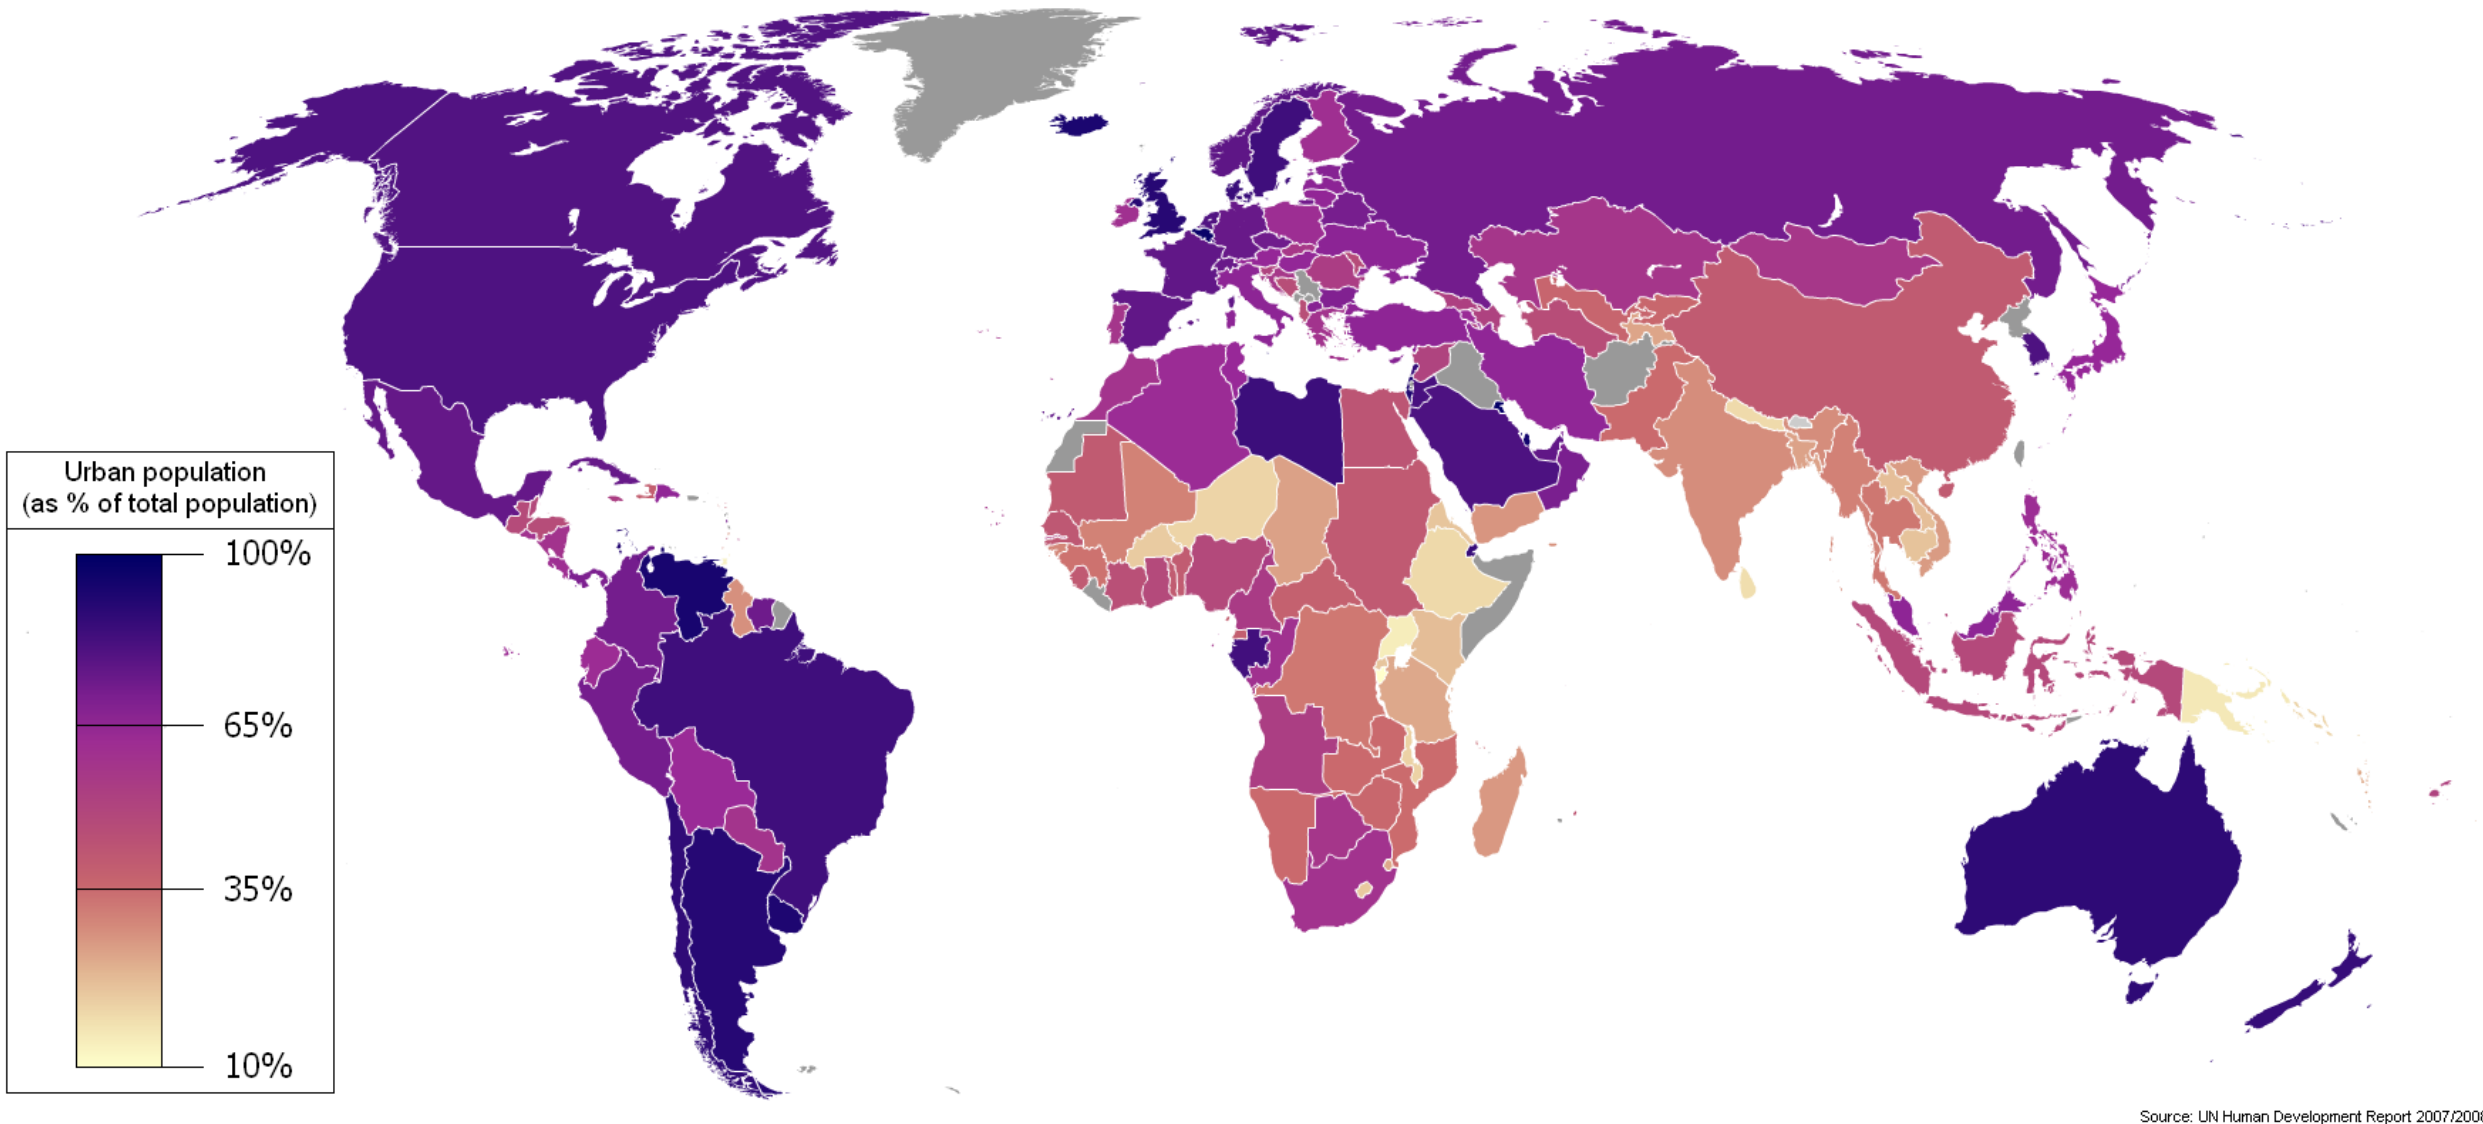 Urban population
(as % of total population)
100%
65%
35%
10%
Source: UN Human Development Report 2007/2008